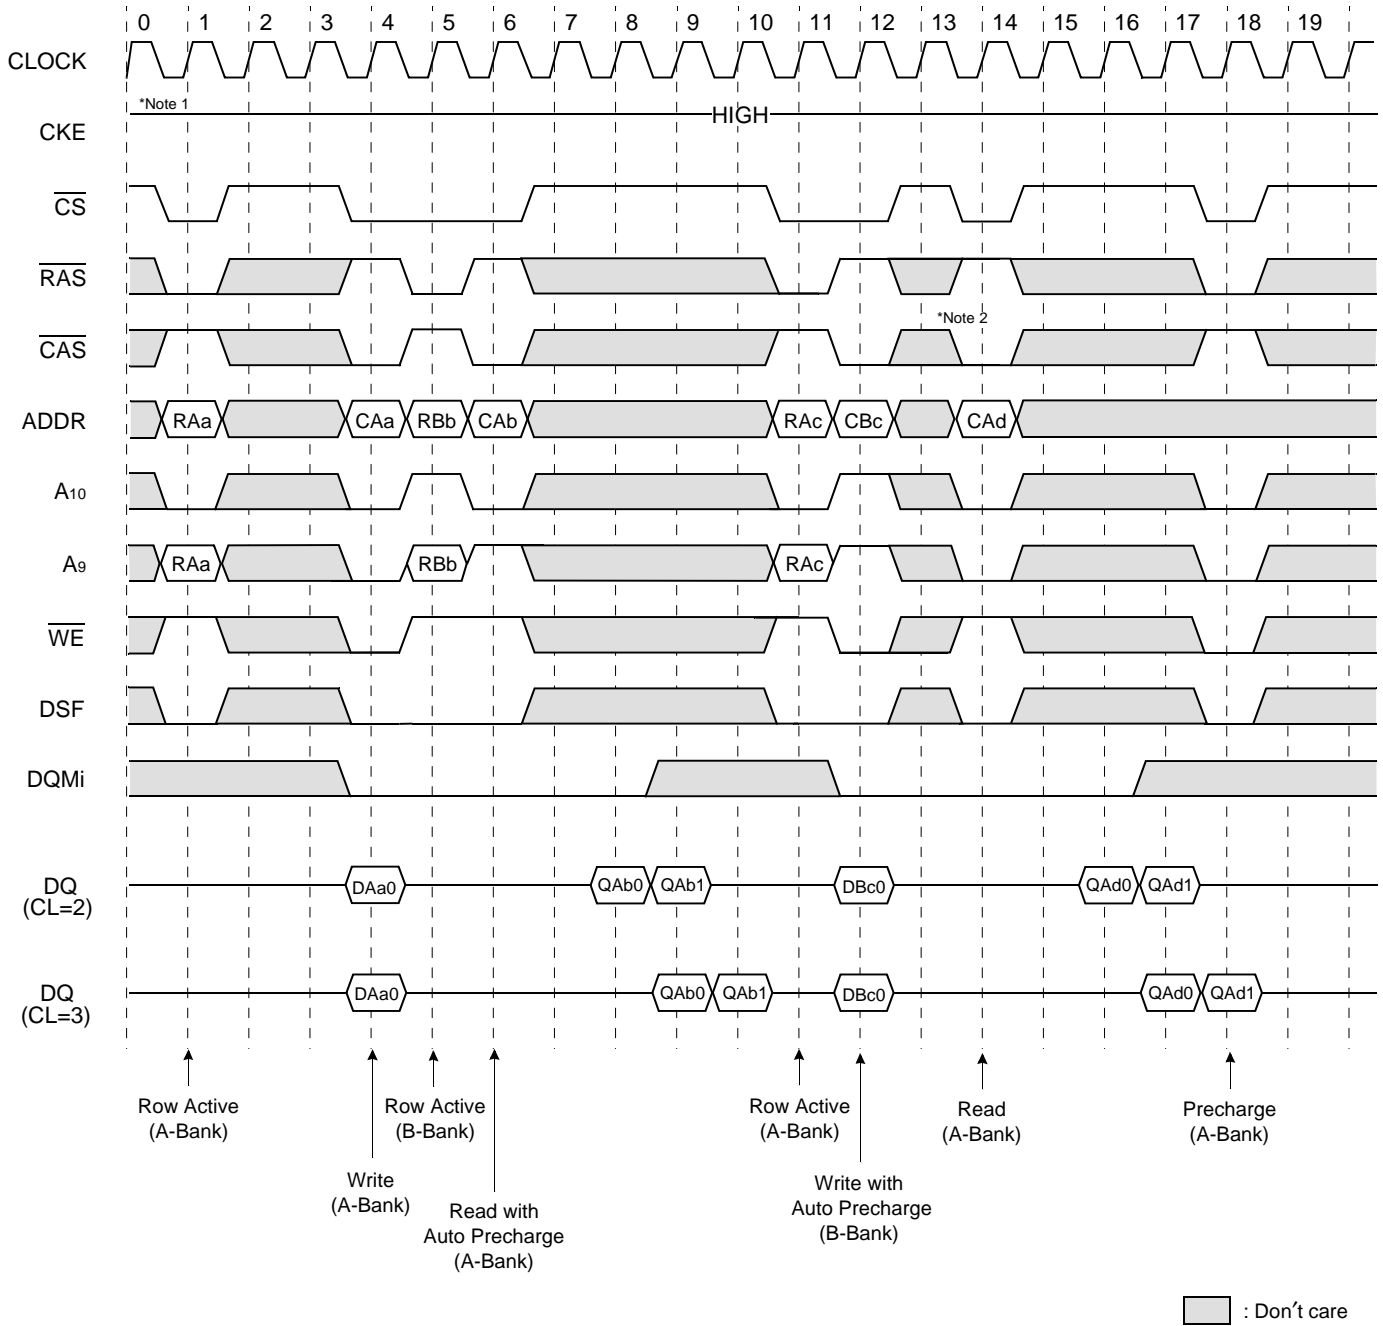 0 1 2 3 4 5 6 7 8 9 10 11 12 13 14 15 16 17 18 19
CLOCK
*Note 1
HIGH
CKE
CS
RAS
*Note 2
CAS
ADDR RAa CAa RBb CAb RAc CBc CAd
A10
A9 RAa RBb RAc
WE
DSF
DQMi
DQ
(CL=2)
DAa0 QAb0 QAb1 DBc0 QAd0 QAd1
DQ
(CL=3)
DAa0 QAb0 QAb1 DBc0 QAd0 QAd1
Row Active
(A-Bank)
Write
(A-Bank)
Row Active
(B-Bank)
Read with
Auto Precharge
(A-Bank)
Row Active
(A-Bank)
Write with
Auto Precharge
(B-Bank)
Read
(A-Bank)
Precharge
(A-Bank)
: Don′t care